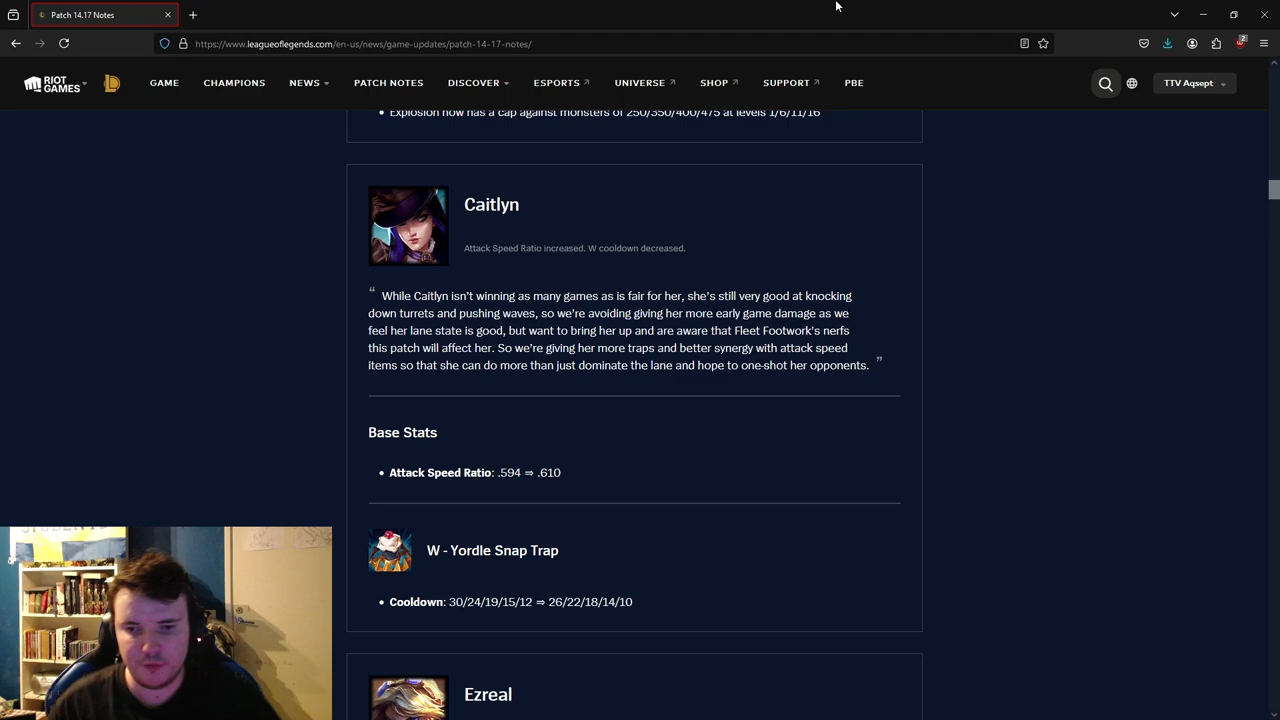 Patch 14.17 Notes
https://www.leagueoflegends.com/en-us/news/game-updates/patch-14-17-notes/
2
RIOT GAMES
GAME
CHAMPIONS
NEWS
PATCH NOTES
DISCOVER
ESPORTS
UNIVERSE
SHOP
SUPPORT
PBE
TTV Aqsept
• Explosion now has a cap against monsters of 250/350/400/475 at levels 1/6/11/16
Caitlyn
Attack Speed Ratio increased. W cooldown decreased.
“ While Caitlyn isn’t winning as many games as is fair for her, she’s still very good at knocking
down turrets and pushing waves, so we’re avoiding giving her more early game damage as we
feel her lane state is good, but want to bring her up and are aware that Fleet Footwork’s nerfs
this patch will affect her. So we’re giving her more traps and better synergy with attack speed
items so that she can do more than just dominate the lane and hope to one-shot her opponents. ”
Base Stats
• Attack Speed Ratio: .594 ⇒ .610
W - Yordle Snap Trap
• Cooldown: 30/24/19/15/12 ⇒ 26/22/18/14/10
Ezreal